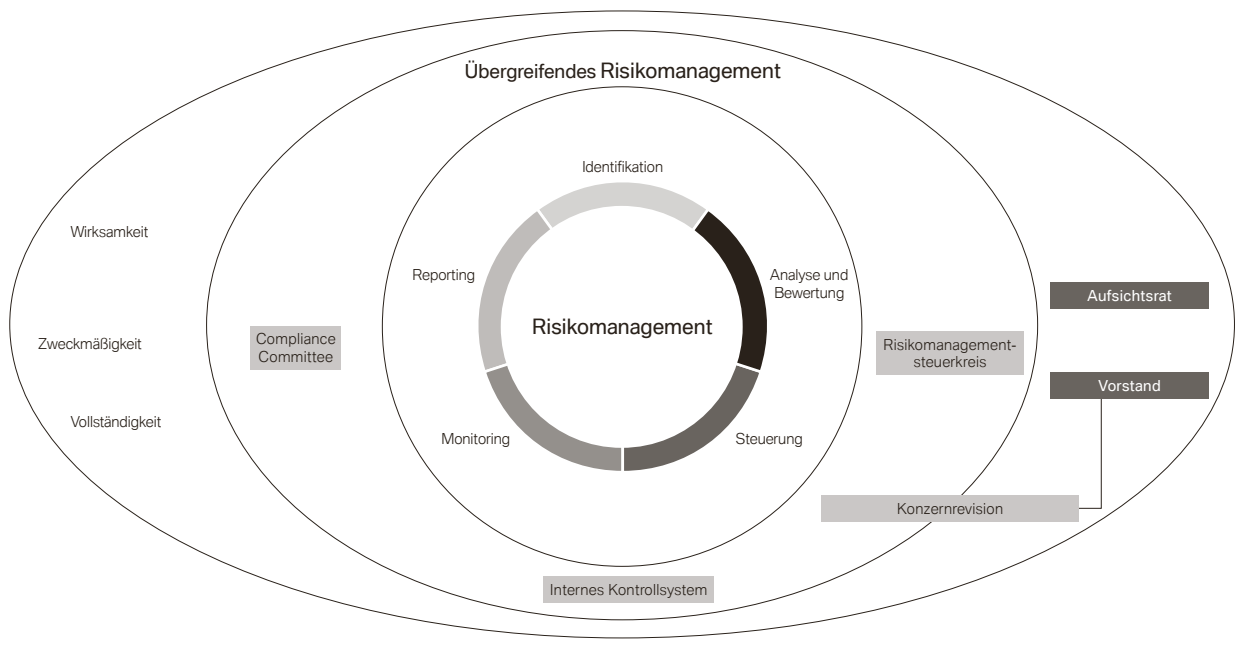 Übergreifendes Risikomanagement
Identifikation
Wirksamkeit
Reporting
Analyse und
Bewertung
Aufsichtsrat
Risikomanagement
Zweckmäßigkeit
Compliance
Committee
Risikomanagement-
steuerkreis
Vorstand
Vollständigkeit
Monitoring
Steuerung
Konzernrevision
Internes Kontrollsystem